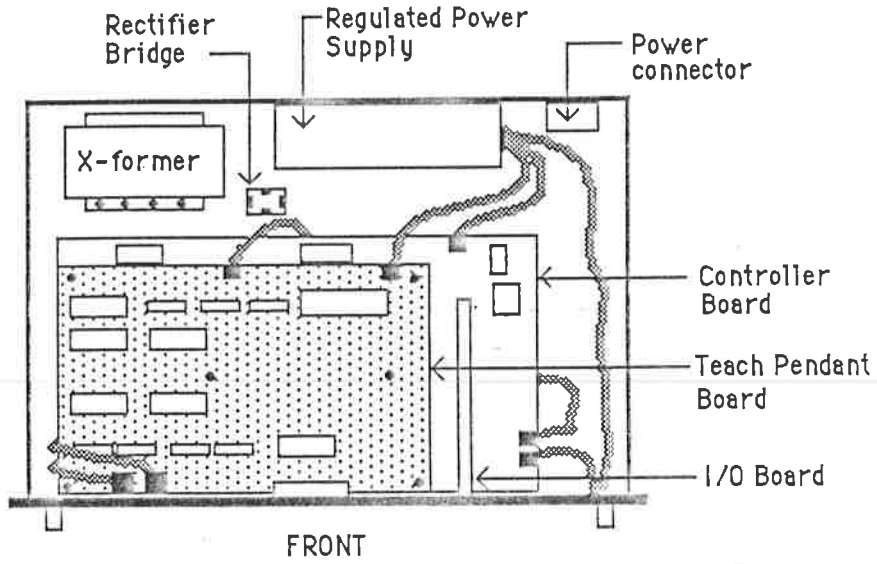 Rectifier
Bridge
Regulated Power
Supply
Power
connector
X-former
Controller
Board
Teach Pendant
Board
I/O Board
FRONT